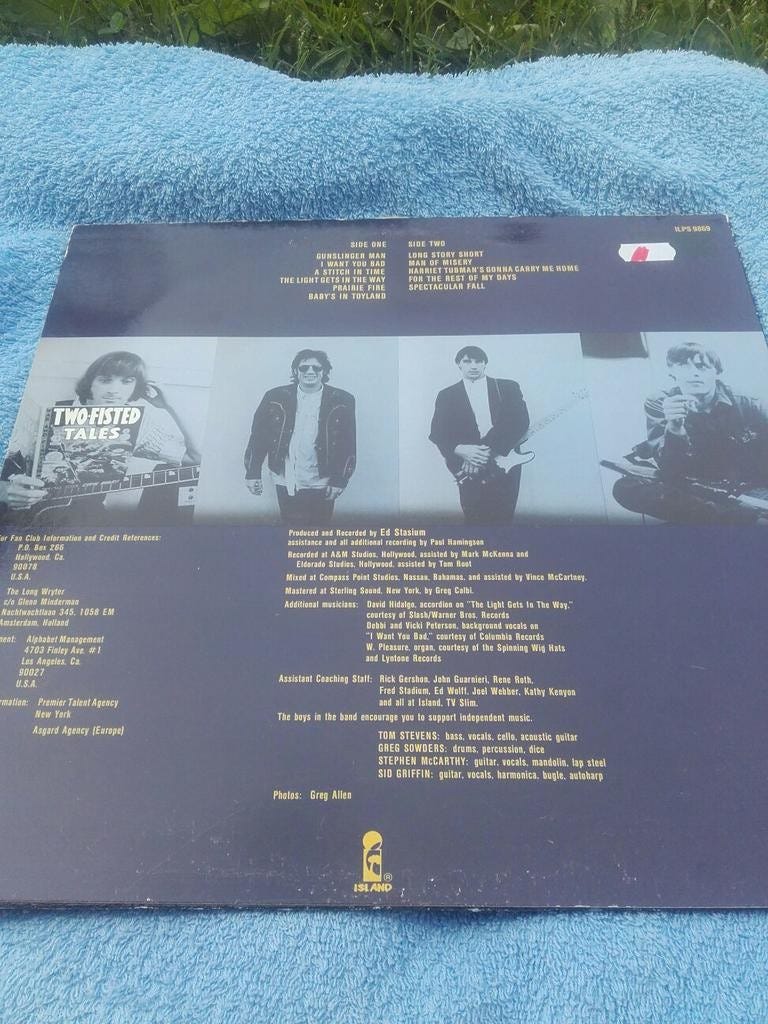 ILPS 9869
SIDE ONE
GUNSLINGER MAN
I WANT YOU BAD
A STITCH IN TIME
THE LIGHT GETS IN THE WAY
PRAIRIE FIRE
BABY'S IN TOYLAND
SIDE TWO
LONG STORY SHORT
MAN OF MISERY
HARRIET TUBMAN'S GONNA CARRY ME HOME
FOR THE REST OF MY DAYS
SPECTACULAR FALL
TWO-FISTED
TALES
For Fan Club Information and Credit References:
P.O. Box 266
Hollywood, Ca.
90078
U.S.A.
The Long Wryter
c/o Glenn Minderman
Nachtwachtlaan 345, 1058 EM
Amsterdam, Holland
Alphabet Management
4703 Finley Ave. #1
Los Angeles, Ca.
90027
U.S.A.
Premier Talent Agency
New York
Asgard Agency (Europe)
Produced and Recorded by Ed Stasium
assistance and all additional recording by Paul Hamingson
Recorded at A&M Studios, Hollywood, assisted by Mark McKenna and
Eldorado Studios, Hollywood, assisted by Tom Root
Mixed at Compass Point Studios, Nassau, Bahamas, and assisted by Vince McCartney.
Mastered at Sterling Sound, New York, by Greg Calbi.
Additional musicians: David Hidalgo, accordion on "The Light Gets In The Way,"
courtesy of Slash/Warner Bros. Records
Debbi and Vicki Peterson, background vocals on
"I Want You Bad," courtesy of Columbia Records
W. Pleasure, organ, courtesy of the Spinning Wig Hats
and Lyntone Records
Assistant Coaching Staff: Rick Gershon, John Guarnieri, Rene Roth,
Fred Stadium, Ed Wolff, Joel Webber, Kathy Kenyon
and all at Island, TV Slim.
The boys in the band encourage you to support independent music.
TOM STEVENS: bass, vocals, cello, acoustic guitar
GREG SOWDERS: drums, percussion, dice
STEPHEN McCARTHY: guitar, vocals, mandolin, lap steel
SID GRIFFIN: guitar, vocals, harmonica, bugle, autoharp
Photos: Greg Allen
ISLAND®